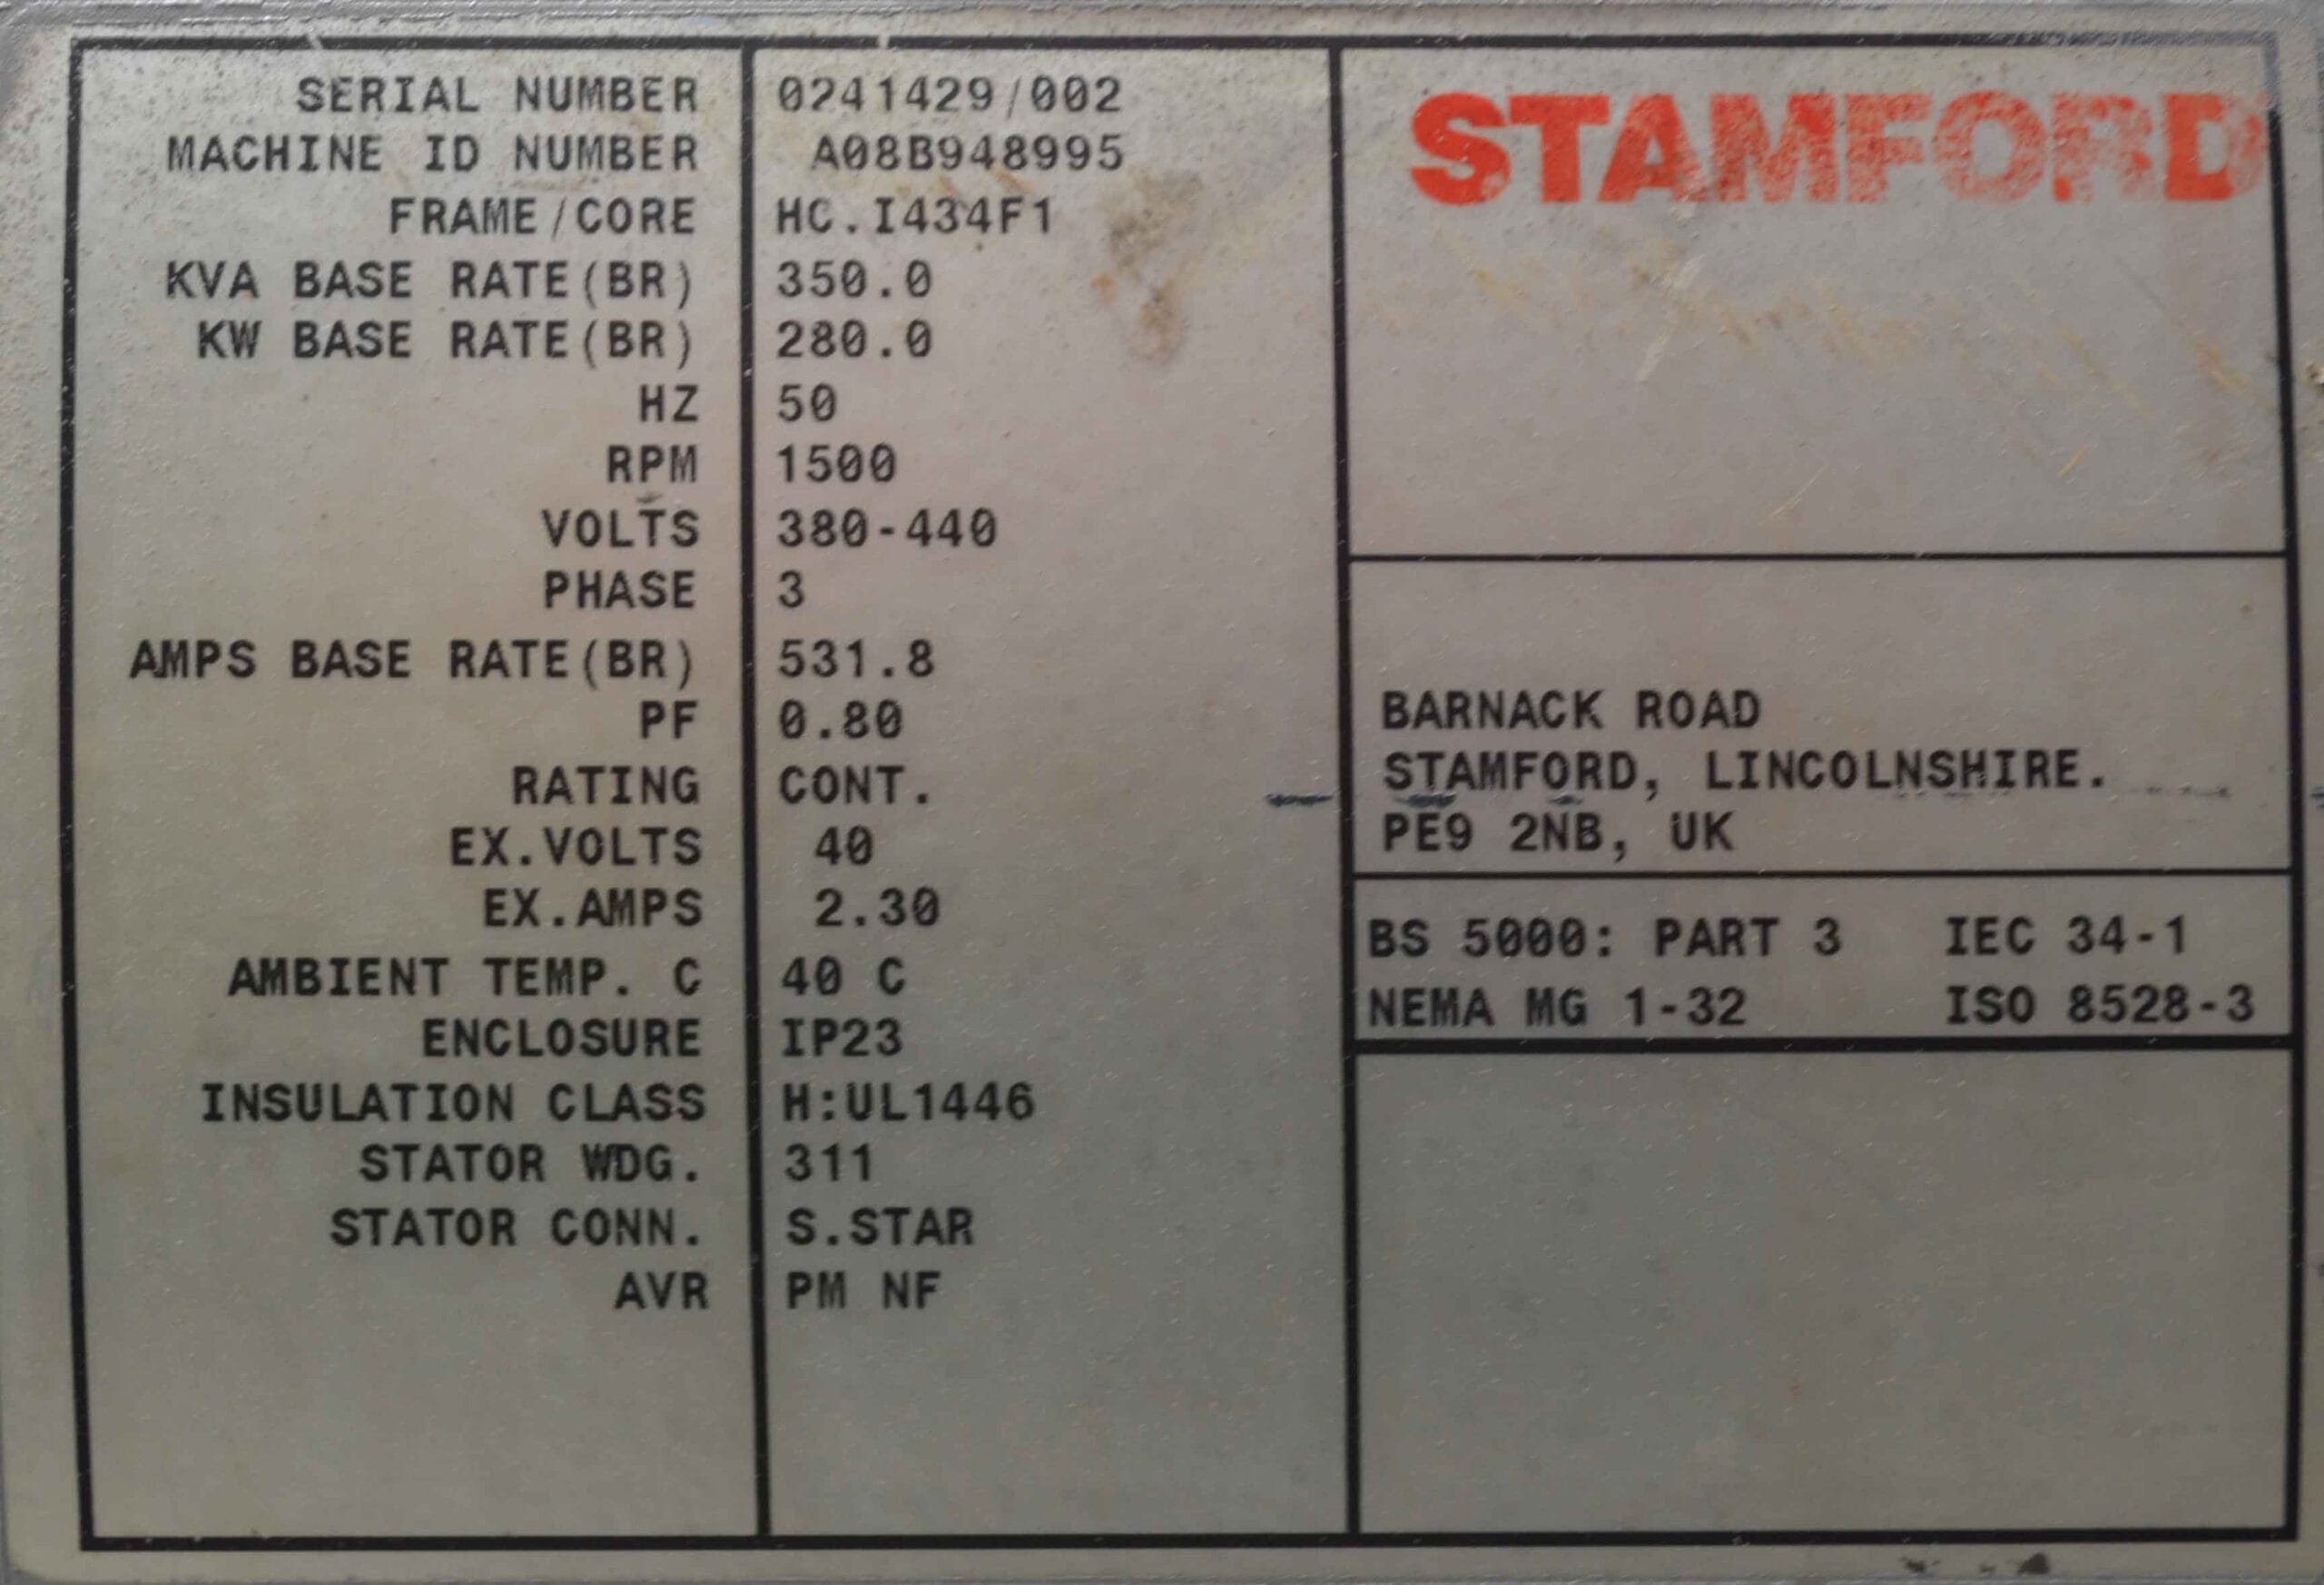 SERIAL NUMBER 0241429/002
MACHINE ID NUMBER A08B948995
FRAME/CORE HC.I434F1
KVA BASE RATE(BR) 350.0
KW BASE RATE(BR) 280.0
HZ 50
RPM 1500
VOLTS 380-440
PHASE 3
AMPS BASE RATE(BR) 531.8
PF 0.80
RATING CONT.
EX.VOLTS 40
EX.AMPS 2.30
AMBIENT TEMP. C 40 C
ENCLOSURE IP23
INSULATION CLASS H:UL1446
STATOR WDG. 311
STATOR CONN. S.STAR
AVR PM NF
STAMFORD
BARNACK ROAD
STAMFORD, LINCOLNSHIRE.
PE9 2NB, UK
BS 5000: PART 3 IEC 34-1
NEMA MG 1-32 ISO 8528-3